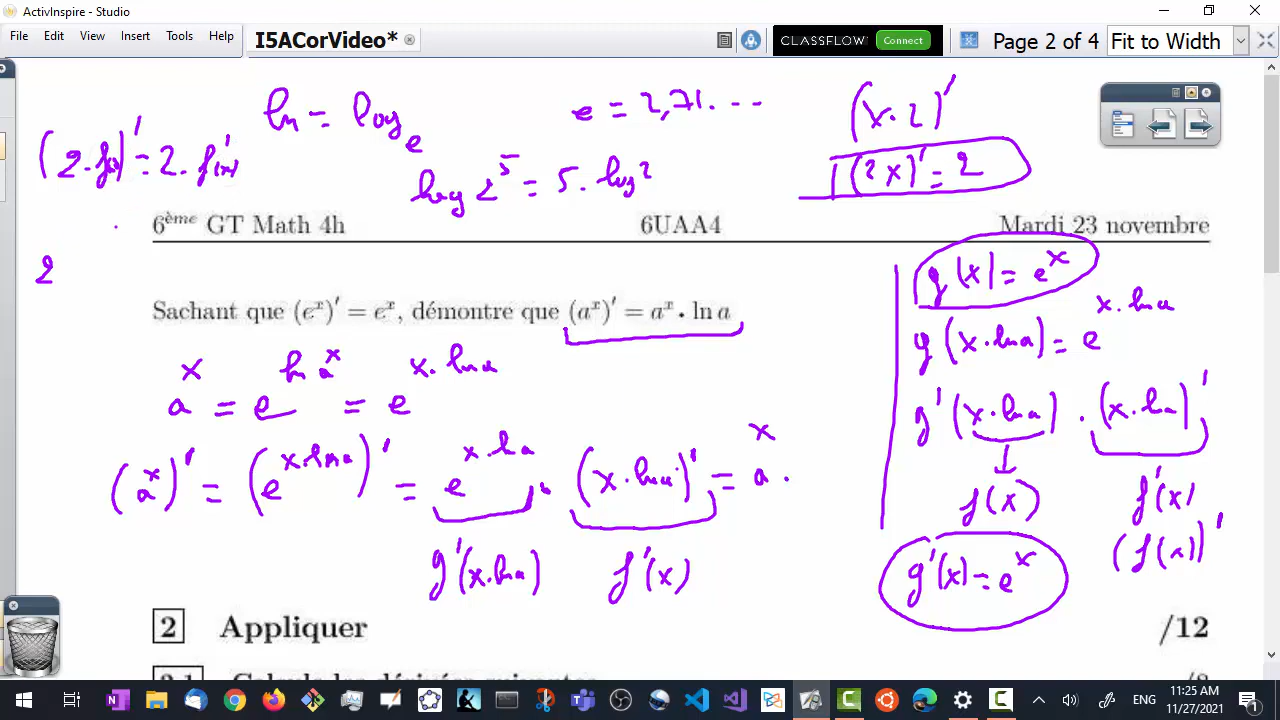 ActivInspire - Studio
File Edit View Insert Tools Help I5ACorVideo* CLASSFLOW Connect Page 2 of 4 Fit to Width
ln = log_e e = 2,71.... (x.2)'
(2.f(x))' = 2.f'(x) log 2^5 = 5.log 2 (2x)' = 2
6ème GT Math 4h 6UAA4 Mardi 23 novembre
2 g(x) = e^x
Sachant que (e^x)' = e^x, démontre que (a^x)' = a^x . ln a
g(x.ln a) = e^{x.ln a}
a^x = e^{ln a^x} = e^{x.ln a} g'(x.ln a) . (x.ln a)'
(a^x)' = (e^{x.ln a})' = e^{x.ln a} . (x.ln a)' = a^x . f(x) f'(x)
g'(x.ln a) f'(x) g'(x) = e^x (f(x))'
2 Appliquer /12
ENG 11:25 AM
11/27/2021 1